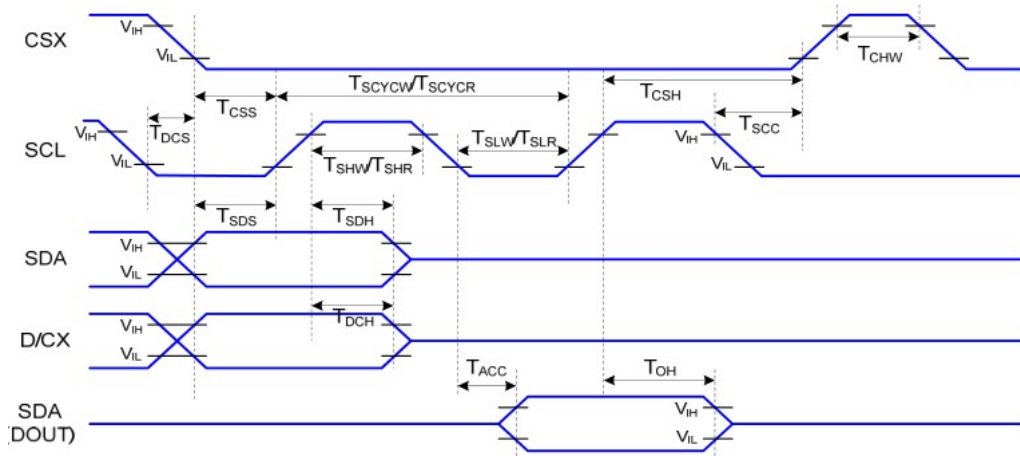 CSX
VIH
VIL
TCHW
TSCYCW/TSCYCR
TCSS
TCSH
TDCS
TSCC
SCL
VIH
VIL
TSHW/TSHR
TSLW/TSLR
VIH
VIL
TSDS
TSDH
SDA
VIH
VIL
TDCH
D/CX
VIH
VIL
TACC
TOH
SDA
(DOUT)
VIH
VIL